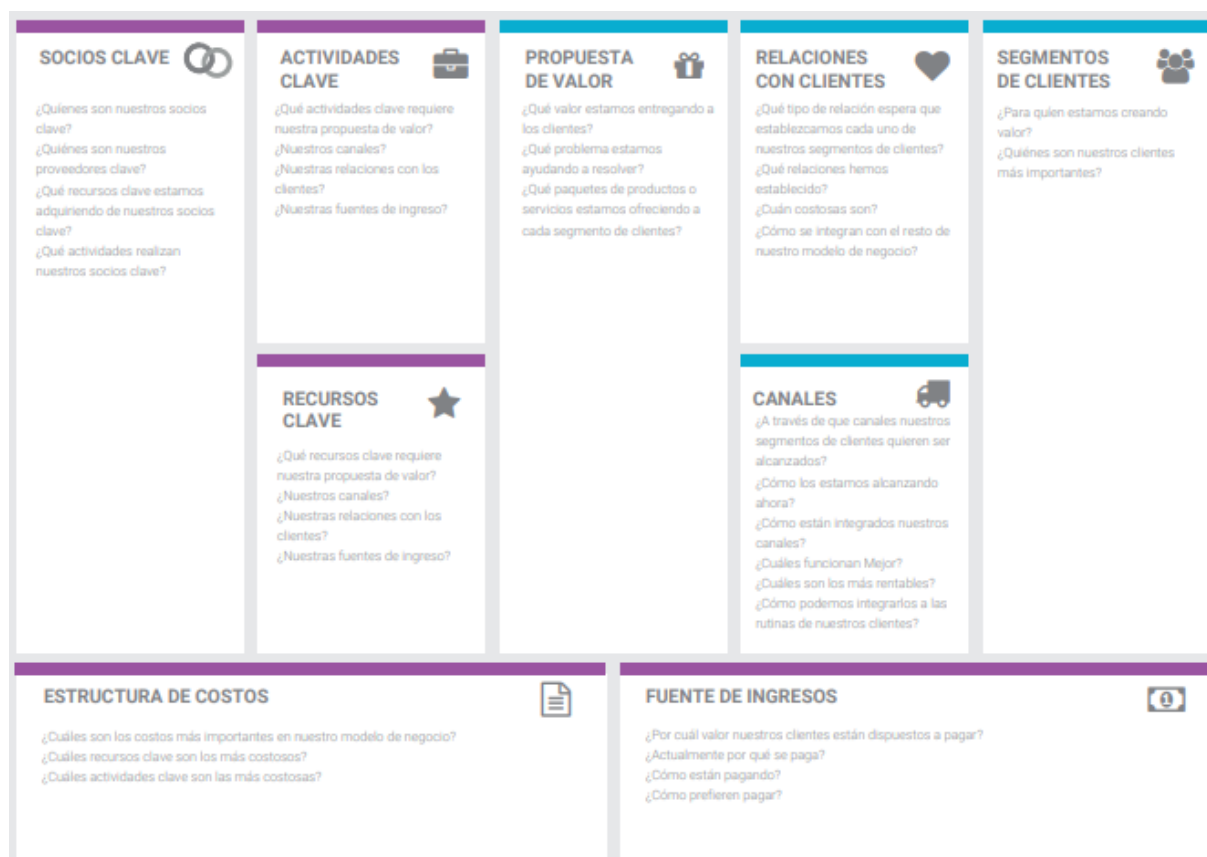 SOCIOS CLAVE
¿Quíenes son nuestros socios
clave?
¿Quiénes son nuestros
proveedores clave?
¿Qué recursos clave estamos
adquiriendo de nuestros socios
clave?
¿Qué actividades realizan
nuestros socios clave?
ACTIVIDADES
CLAVE
¿Qué actividades clave requiere
nuestra propuesta de valor?
¿Nuestros canales?
¿Nuestras relaciones con los
clientes?
¿Nuestras fuentes de ingreso?
RECURSOS
CLAVE
¿Qué recursos clave requiere
nuestra propuesta de valor?
¿Nuestros canales?
¿Nuestras relaciones con los
clientes?
¿Nuestras fuentes de ingreso?
PROPUESTA
DE VALOR
¿Qué valor estamos entregando a
los clientes?
¿Qué problema estamos
ayudando a resolver?
¿Qué paquetes de productos o
servicios estamos ofreciendo a
cada segmento de clientes?
RELACIONES
CON CLIENTES
¿Qué tipo de relación espera que
establezcamos cada uno de
nuestros segmentos de clientes?
¿Qué relaciones hemos
establecido?
¿Cuán costosas son?
¿Cómo se integran con el resto de
nuestro modelo de negocio?
CANALES
¿A través de que canales nuestros
segmentos de clientes quieren ser
alcanzados?
¿Cómo los estamos alcanzando
ahora?
¿Cómo están integrados nuestros
canales?
¿Cuáles funcionan Mejor?
¿Cuáles son los más rentables?
¿Cómo podemos integrarlos a las
rutinas de nuestros clientes?
SEGMENTOS
DE CLIENTES
¿Para quien estamos creando
valor?
¿Quiénes son nuestros clientes
más importantes?
ESTRUCTURA DE COSTOS
¿Cuáles son los costos más importantes en nuestro modelo de negocio?
¿Cuáles recursos clave son los más costosos?
¿Cuáles actividades clave son las más costosas?
FUENTE DE INGRESOS
1
¿Por cuál valor nuestros clientes están dispuestos a pagar?
¿Actualmente por qué se paga?
¿Cómo están pagando?
¿Cómo prefieren pagar?